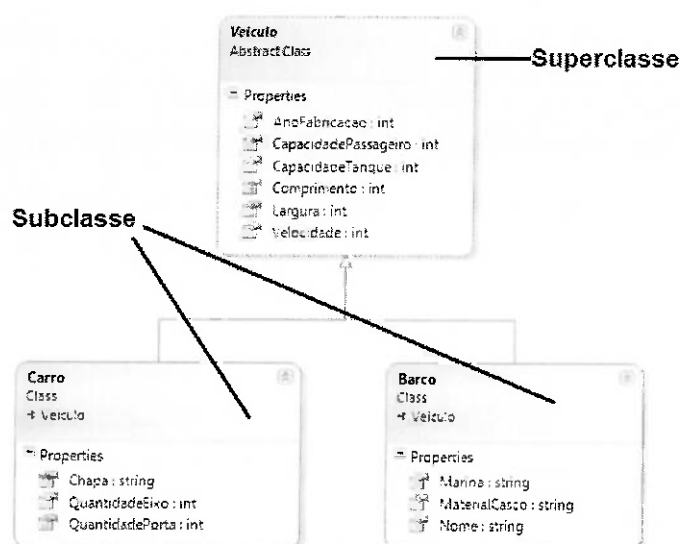 Veiculo
Abstract Class
Superclasse
Properties
AnoFabricacao : int
CapacidadePassageiro : int
CapacidadeTanque : int
Comprimento : int
Largura : int
Velocidade : int
Subclasse
Carro
Class
Veiculo
Properties
Chapa : string
QuantidadeEixo : int
QuantidadePorta : int
Barco
Class
Veiculo
Properties
Marina : string
MaterialCasco : string
Nome : string